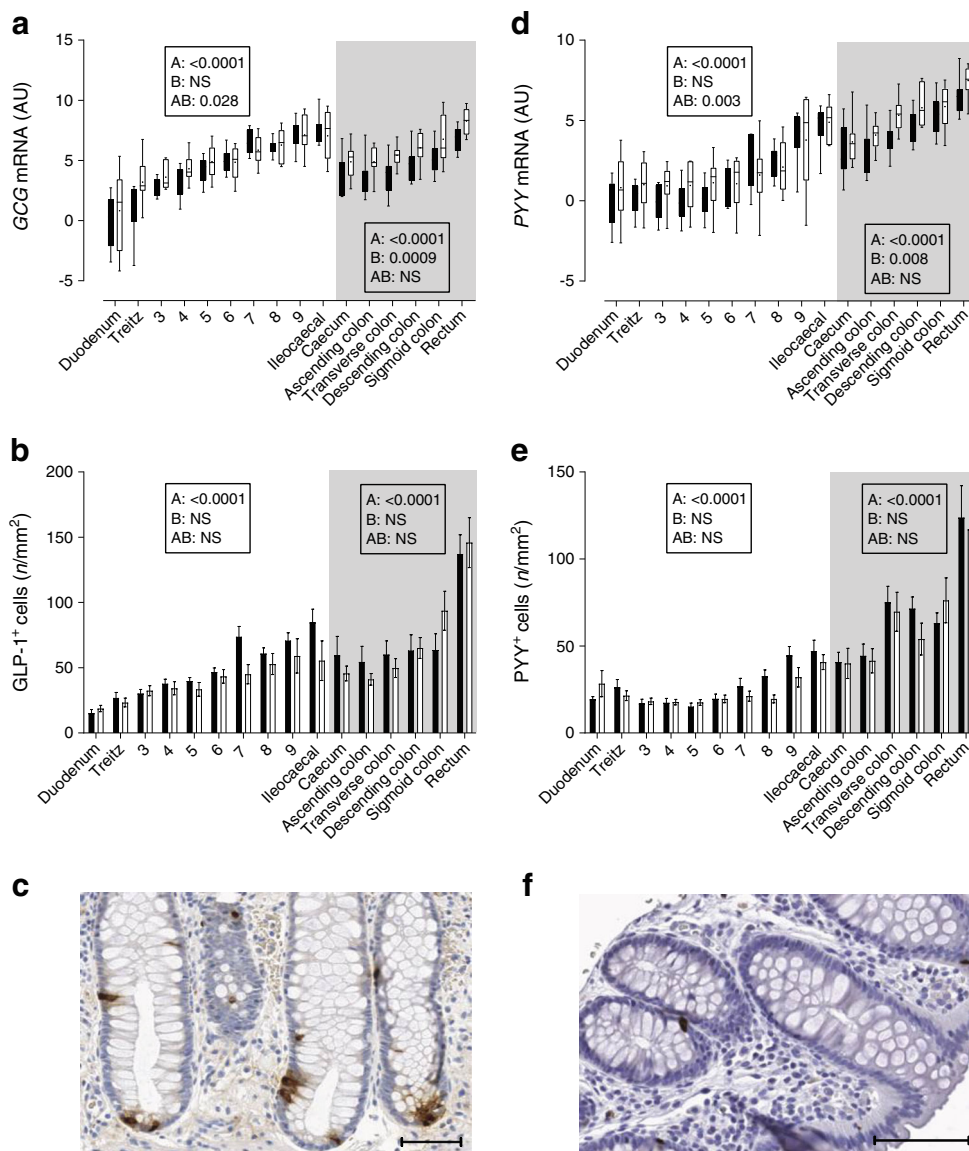 a
GCG mRNA (AU)
15
10
5
0
-5
A: <0.0001
B: NS
AB: 0.028
A: <0.0001
B: 0.0009
AB: NS
Duodenum
Treitz
3
4
5
6
7
8
9
Ileocaecal
Caecum
Ascending colon
Transverse colon
Descending colon
Sigmoid colon
Rectum
d
PYY mRNA (AU)
10
5
0
-5
A: <0.0001
B: NS
AB: 0.003
A: <0.0001
B: 0.008
AB: NS
Duodenum
Treitz
3
4
5
6
7
8
9
Ileocaecal
Caecum
Ascending colon
Transverse colon
Descending colon
Sigmoid colon
Rectum
b
GLP-1⁺ cells (n/mm²)
200
150
100
50
0
A: <0.0001
B: NS
AB: NS
A: <0.0001
B: NS
AB: NS
Duodenum
Treitz
3
4
5
6
7
8
9
Ileocaecal
Caecum
Ascending colon
Transverse colon
Descending colon
Sigmoid colon
Rectum
e
PYY⁺ cells (n/mm²)
150
100
50
0
A: <0.0001
B: NS
AB: NS
A: <0.0001
B: NS
AB: NS
Duodenum
Treitz
3
4
5
6
7
8
9
Ileocaecal
Caecum
Ascending colon
Transverse colon
Descending colon
Sigmoid colon
Rectum
c
f